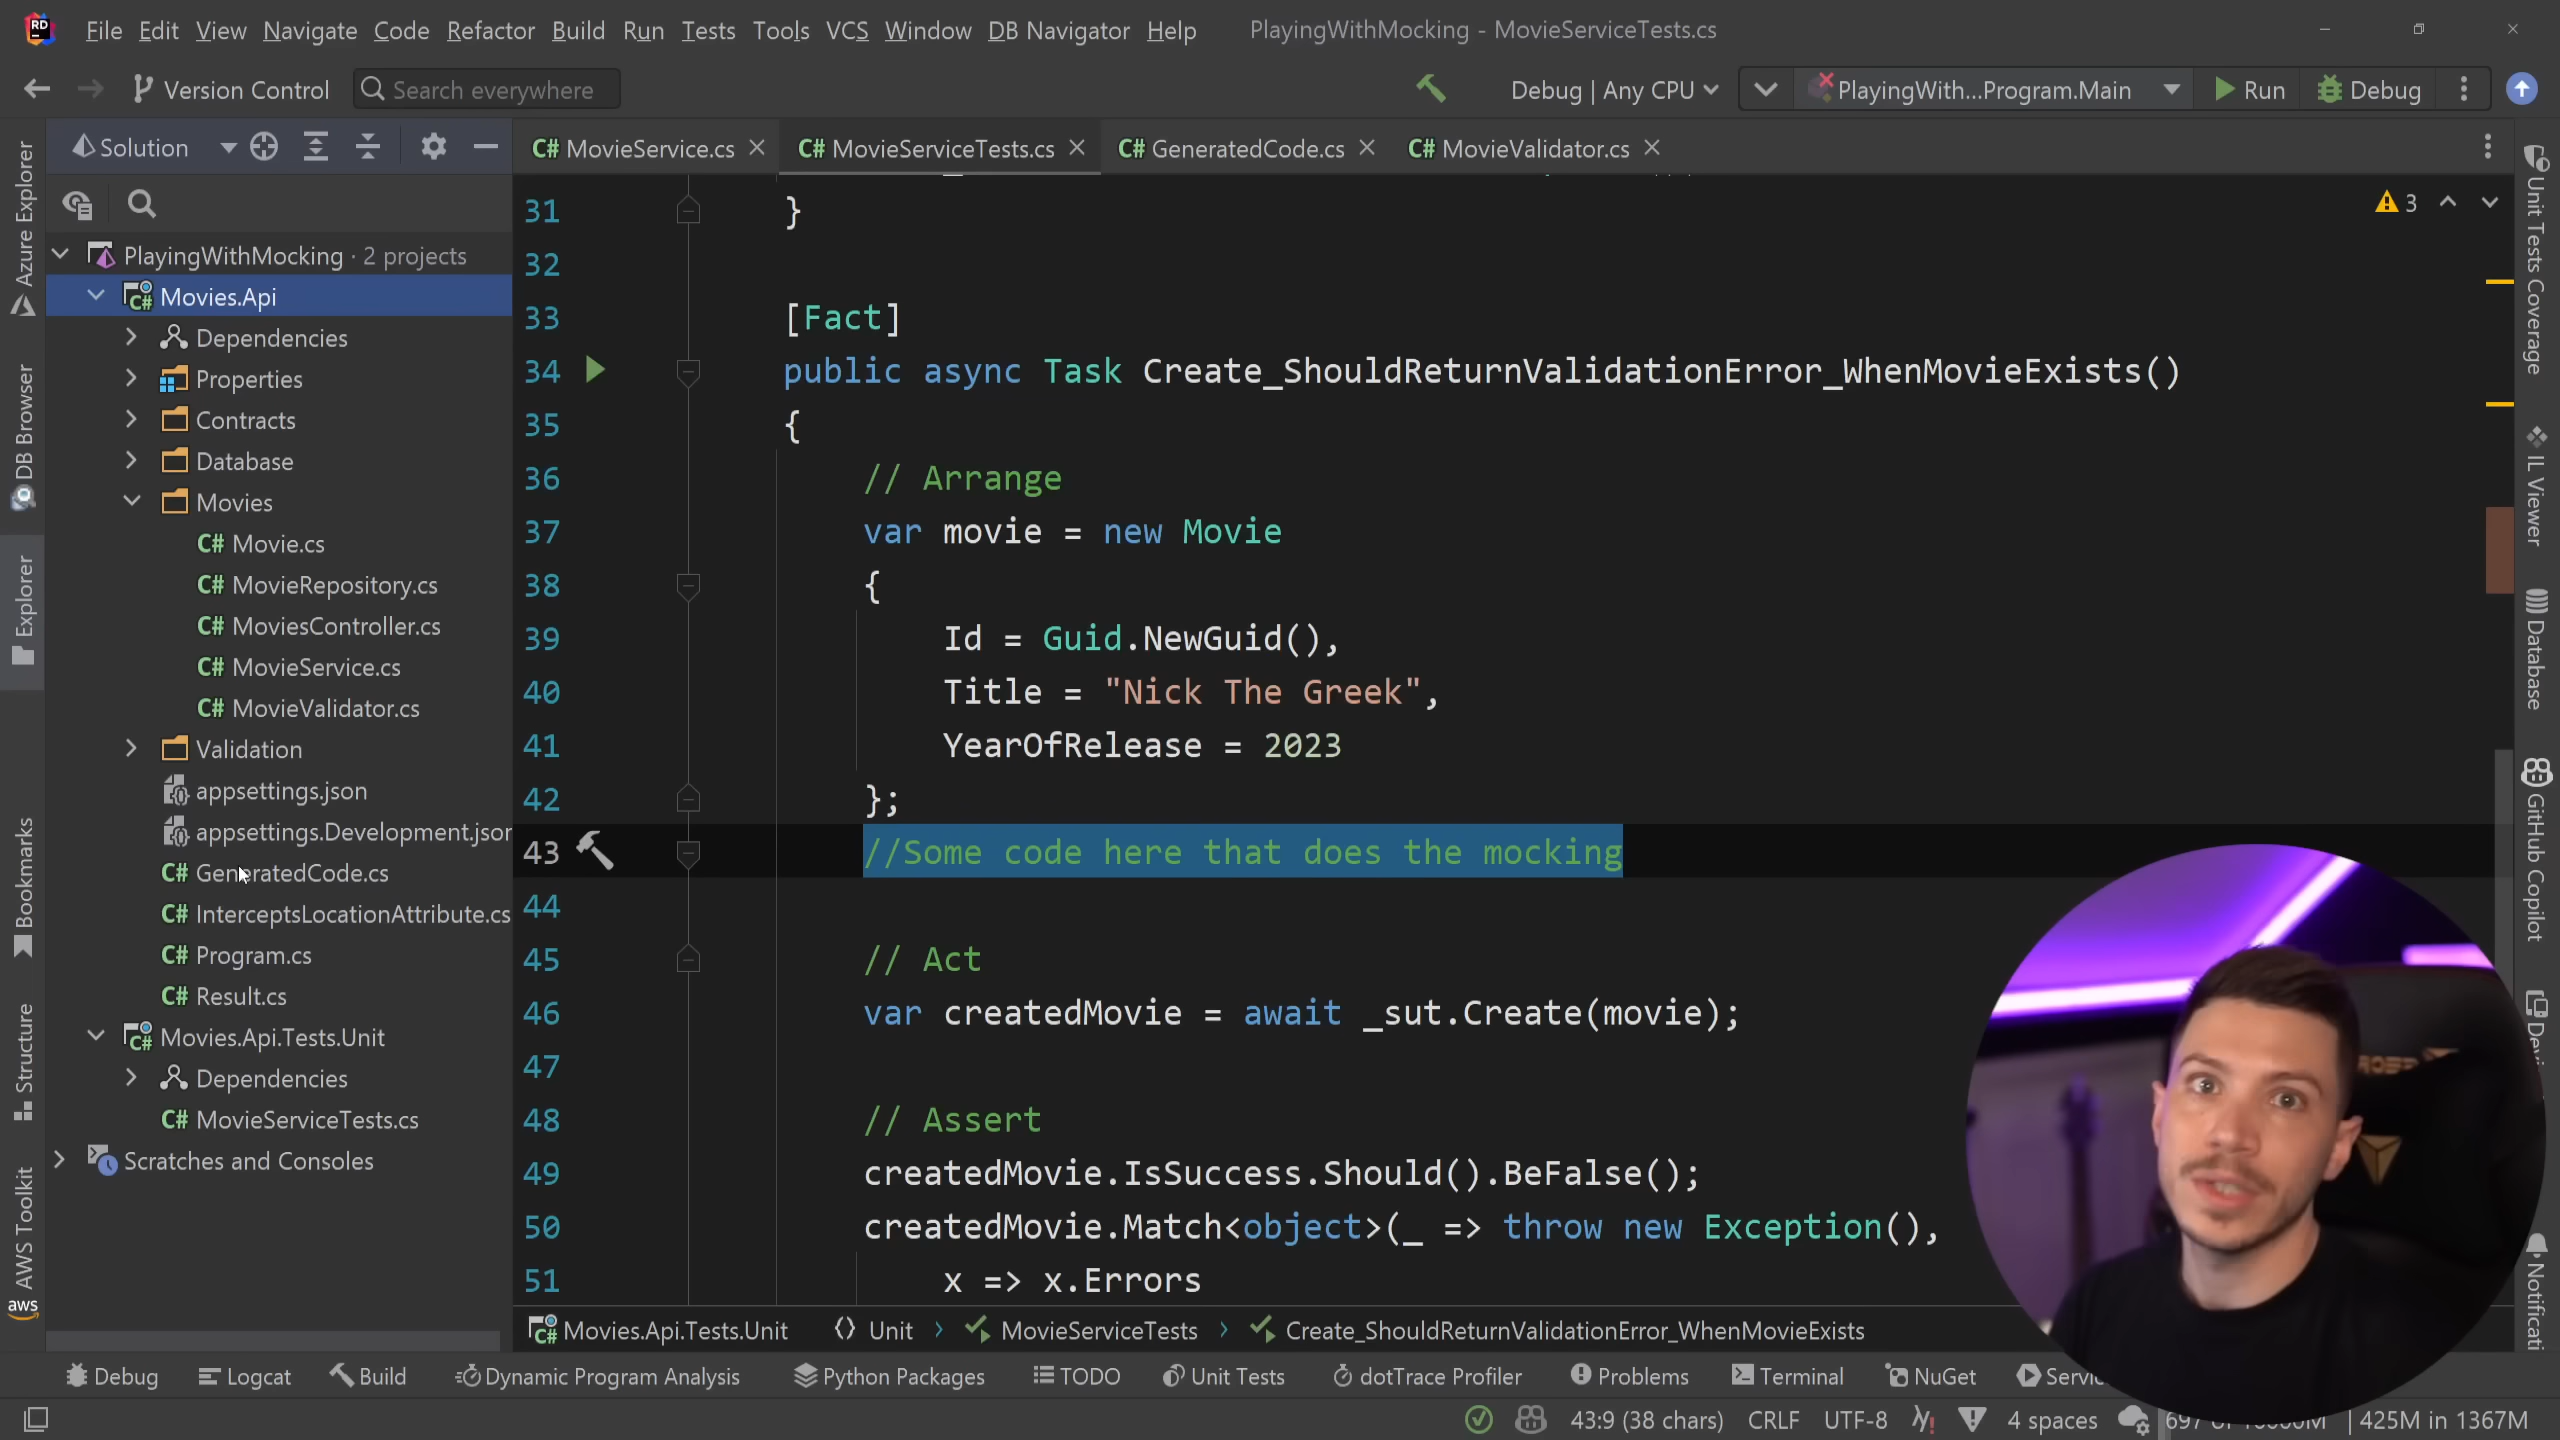 File Edit View Navigate Code Refactor Build Run Tests Tools VCS Window DB Navigator Help PlayingWithMocking - MovieServiceTests.cs
Version Control Search everywhere Debug | Any CPU PlayingWith...Program.Main Run Debug
Solution
MovieService.cs MovieServiceTests.cs GeneratedCode.cs MovieValidator.cs
PlayingWithMocking · 2 projects
Movies.Api
Dependencies
Properties
Contracts
Database
Movies
C# Movie.cs
C# MovieRepository.cs
C# MoviesController.cs
C# MovieService.cs
C# MovieValidator.cs
Validation
appsettings.json
appsettings.Development.json
C# GeneratedCode.cs
C# InterceptsLocationAttribute.cs
C# Program.cs
C# Result.cs
Movies.Api.Tests.Unit
Dependencies
C# MovieServiceTests.cs
Scratches and Consoles
Azure Explorer
DB Browser
Explorer
Bookmarks
Structure
AWS Toolkit
aws
31 }
32
33 [Fact]
34 public async Task Create_ShouldReturnValidationError_WhenMovieExists()
35 {
36 // Arrange
37 var movie = new Movie
38 {
39 Id = Guid.NewGuid(),
40 Title = "Nick The Greek",
41 YearOfRelease = 2023
42 };
43 //Some code here that does the mocking
44
45 // Act
46 var createdMovie = await _sut.Create(movie);
47
48 // Assert
49 createdMovie.IsSuccess.Should().BeFalse();
50 createdMovie.Match<object>(_ => throw new Exception(),
51 x => x.Errors
3
Unit Tests Coverage
IL Viewer
Database
GitHub Copilot
Notificati
Movies.Api.Tests.Unit Unit MovieServiceTests Create_ShouldReturnValidationError_WhenMovieExists
Debug Logcat Build Dynamic Program Analysis Python Packages TODO Unit Tests dotTrace Profiler Problems Terminal NuGet
43:9 (38 chars) CRLF UTF-8 4 spaces 425M in 1367M